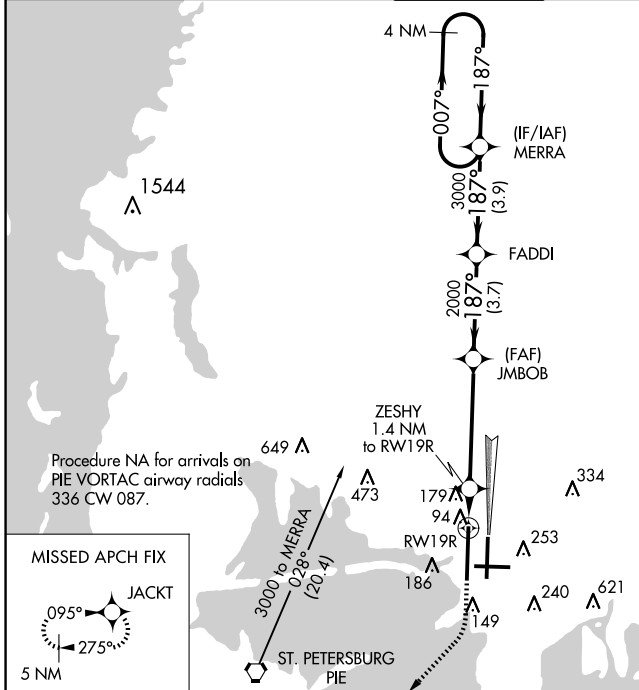 4 NM
187°
007°
(IF/IAF)
MERRA
3000
187°
(3.9)
1544
FADDI
2000
187°
(3.7)
(FAF)
JMBOB
ZESHY
1.4 NM
to RW19R
649
Procedure NA for arrivals on
PIE VORTAC airway radials
336 CW 087.
473
179
334
94
RW19R
253
3000 to MERRA
028°
(20.4)
186
MISSED APCH FIX
JACKT
095°
275°
5 NM
149
240
621
ST. PETERSBURG
PIE